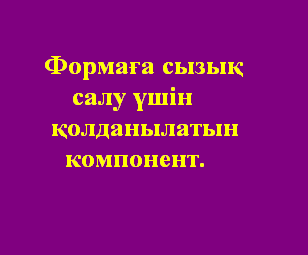 Формаға сызық
салу үшін
қолданылатын
компонент.